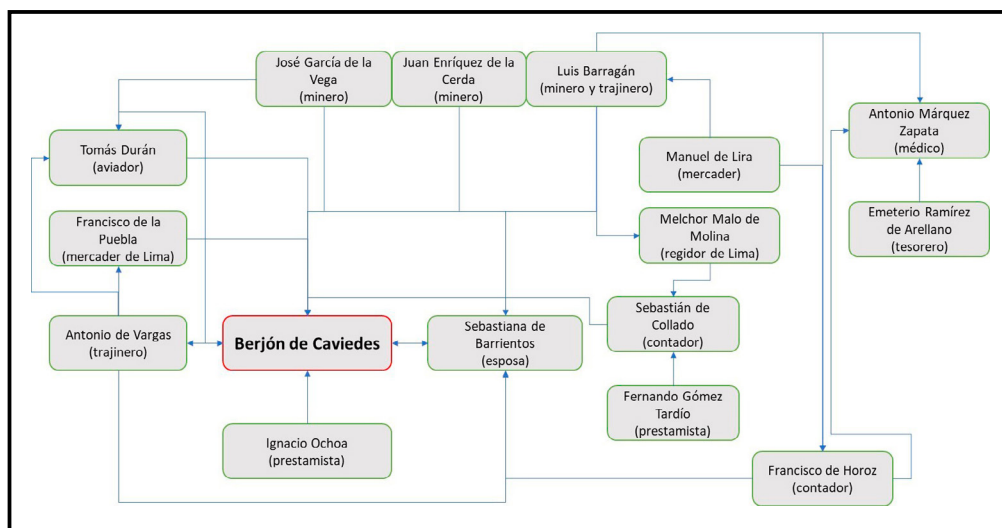 José García de la
Vega
(minero)
Juan Enríquez de la
Cerda
(minero)
Luis Barragán
(minero y trajinero)
Antonio Márquez
Zapata
(médico)
Tomás Durán
(aviador)
Manuel de Lira
(mercader)
Francisco de la
Puebla
(mercader de Lima)
Melchor Malo de
Molina
(regidor de Lima)
Emeterio Ramírez
de Arellano
(tesorero)
Antonio de Vargas
(trajinero)
Berjón de Caviedes
Sebastiana de
Barrientos
(esposa)
Sebastián de
Collado
(contador)
Fernando Gómez
Tardío
(prestamista)
Ignacio Ochoa
(prestamista)
Francisco de Horoz
(contador)